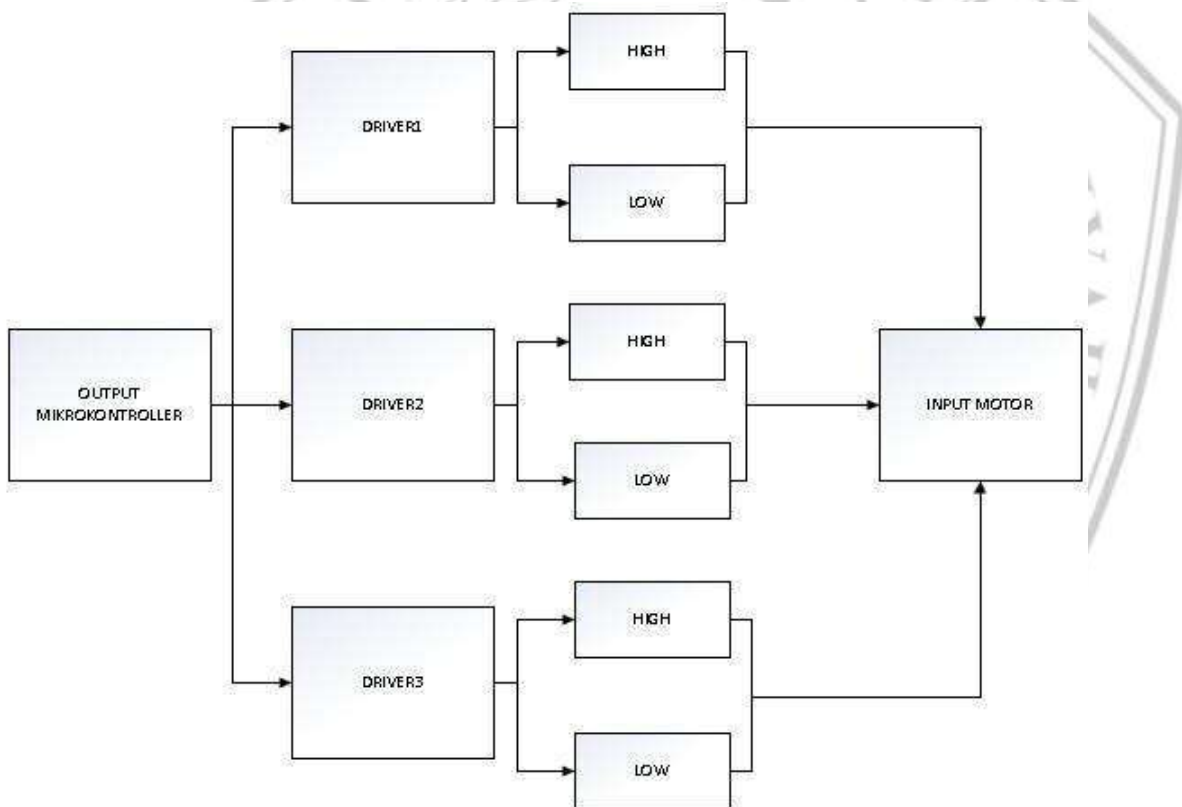 HIGH
DRIVER1
LOW
HIGH
OUTPUT
MIKROKONTROLLER
DRIVER2
INPUT MOTOR
LOW
HIGH
DRIVER3
LOW